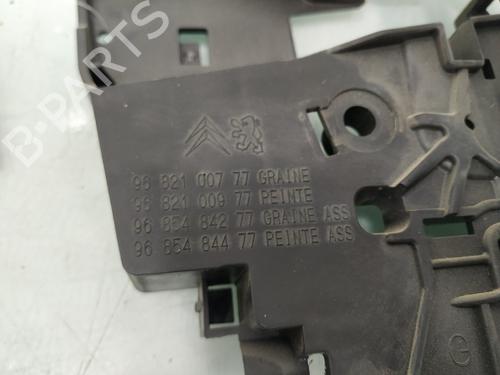 B-PARTS
96 821 007 77 GRAINE
96 821 009 77 PEINTE
96 854 842 77 GRAINE ASS
96 854 844 77 PEINTE ASS
G